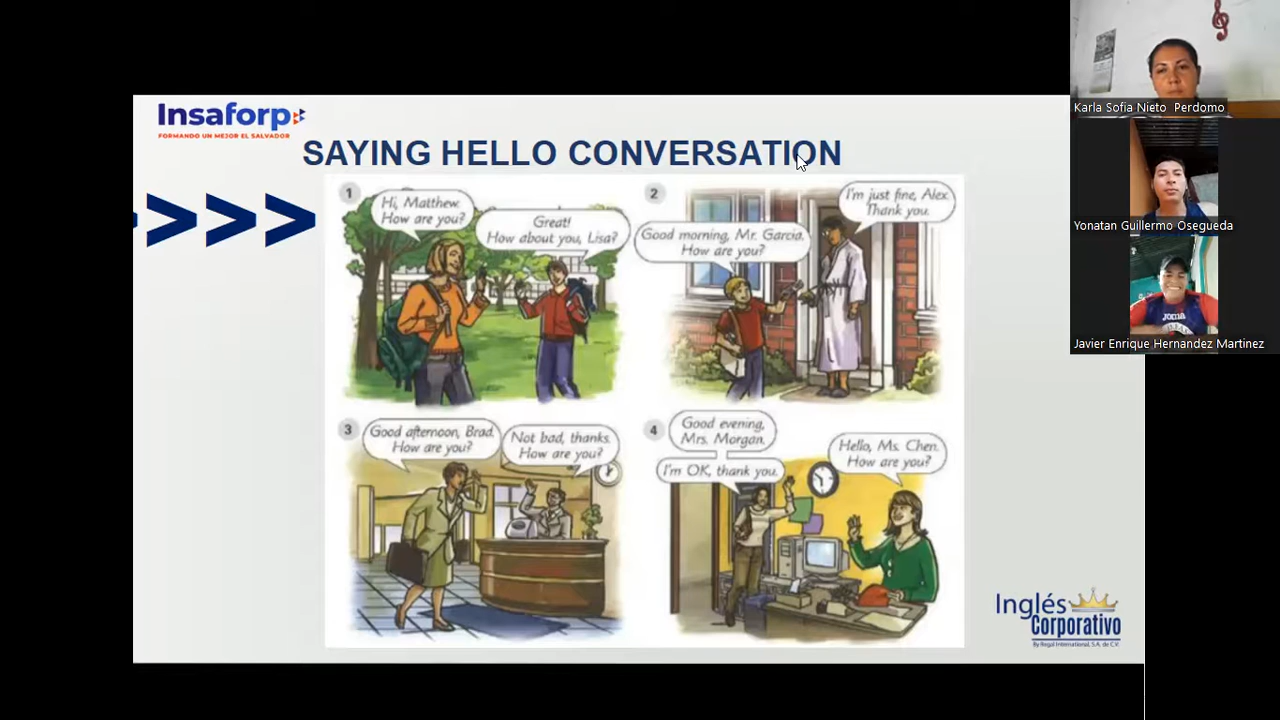 Insaforp
FORMANDO UN MEJOR EL SALVADOR
SAYING HELLO CONVERSATION
>>>
1
Hi, Matthew.
How are you?
Great!
How about you, Lisa?
2
Good morning, Mr. Garcia.
How are you?
I'm just fine, Alex.
Thank you.
3
Good afternoon, Brad.
How are you?
Not bad, thanks.
How are you?
4
Good evening,
Mrs. Morgan.
Hello, Ms. Chen.
How are you?
I'm OK, thank you.
Inglés
Corporativo
By Regal International, S.A. de C.V.
Karla Sofía Nieto Perdomo
Yonatan Guillermo Osegueda
Javier Enrique Hernandez Martinez
JOMA